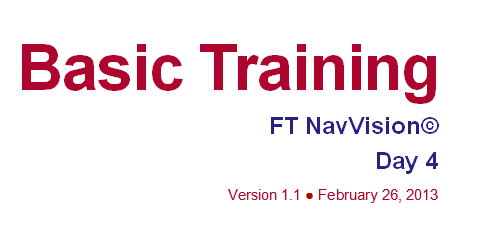 Basic Training
FT NavVision©
Day 4
Version 1.1 ● February 26, 2013